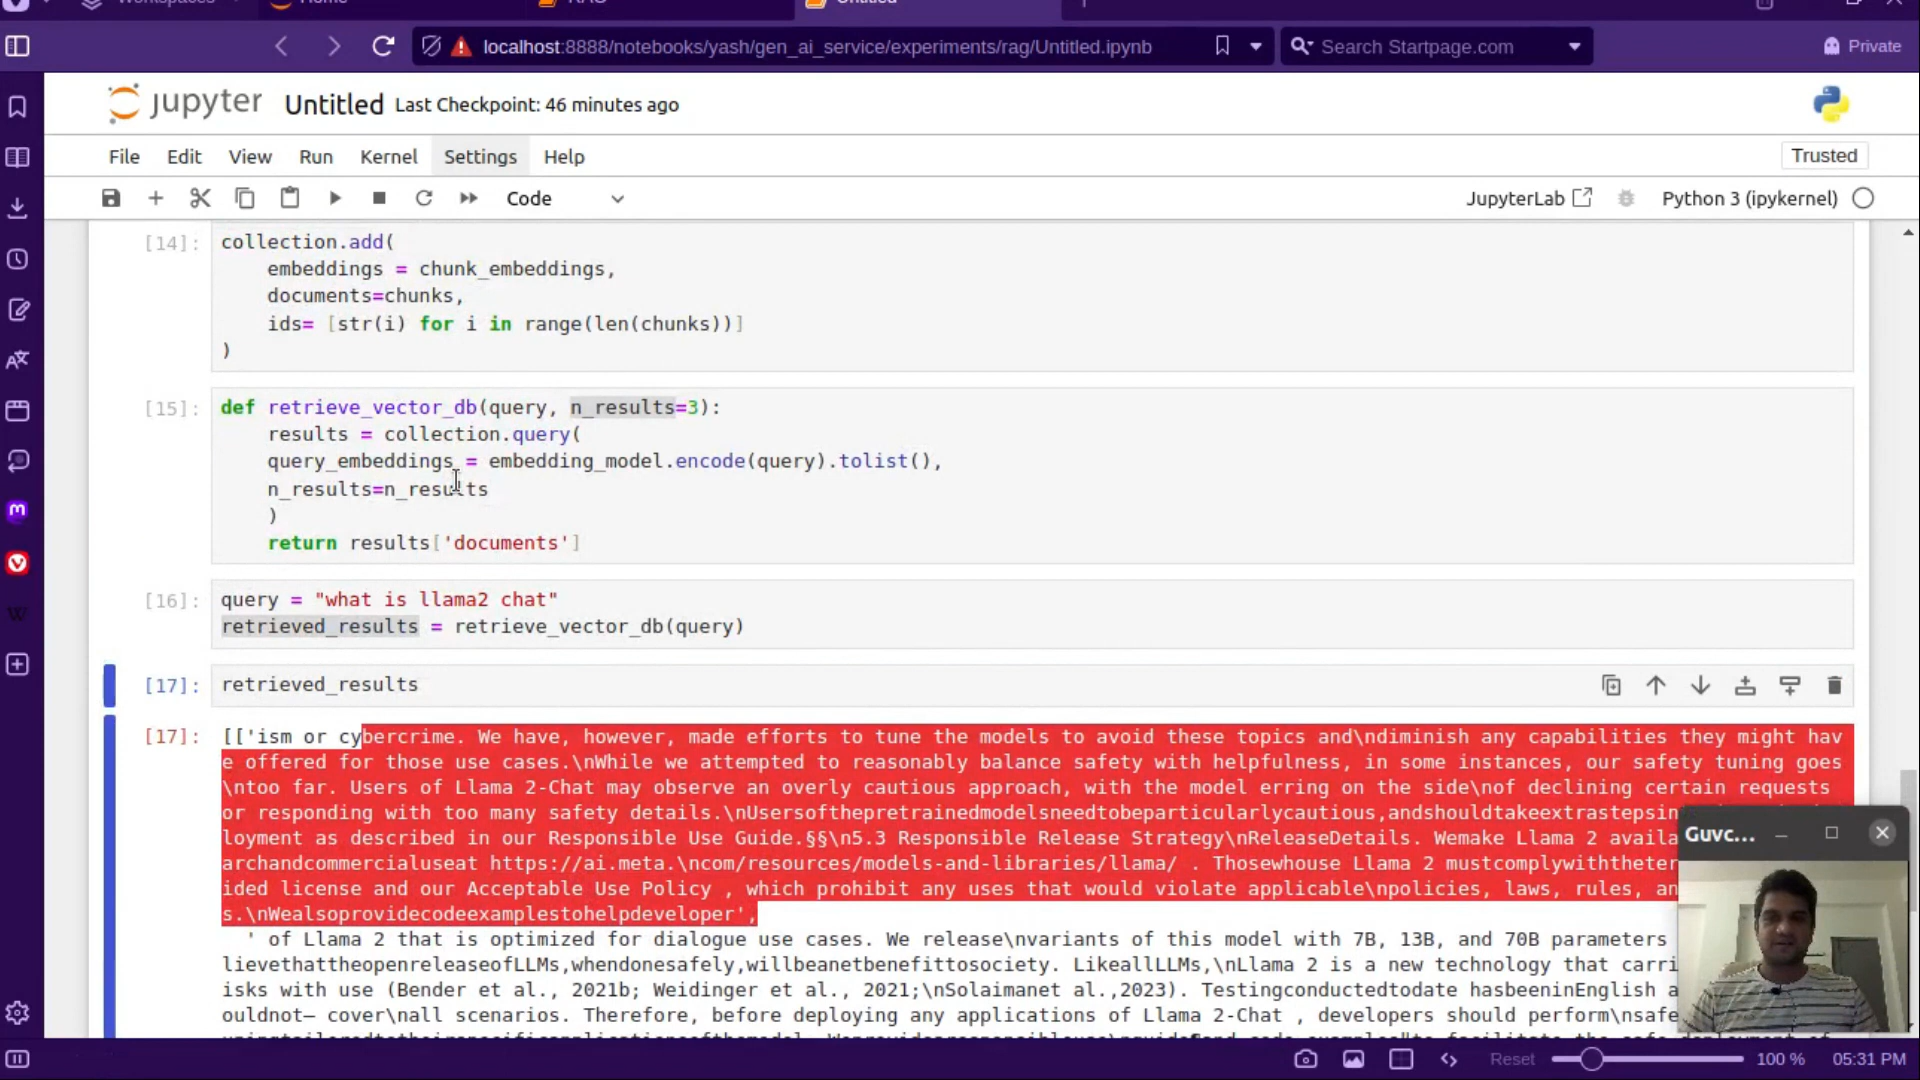 Workspaces
Home
RAG
Untitled
localhost:8888/notebooks/yash/gen_ai_service/experiments/rag/Untitled.ipynb
Search Startpage.com
Private
jupyter Untitled Last Checkpoint: 46 minutes ago
File Edit View Run Kernel Settings Help
Trusted
Code
JupyterLab
Python 3 (ipykernel)
[14]: collection.add(
embeddings = chunk_embeddings,
documents=chunks,
ids= [str(i) for i in range(len(chunks))]
)
[15]: def retrieve_vector_db(query, n_results=3):
results = collection.query(
query_embeddings = embedding_model.encode(query).tolist(),
n_results=n_results
)
return results['documents']
[16]: query = "what is llama2 chat"
retrieved_results = retrieve_vector_db(query)
[17]: retrieved_results
[17]: [['ism or cybercrime. We have, however, made efforts to tune the models to avoid these topics and\ndiminish any capabilities they might hav
e offered for those use cases.\nWhile we attempted to reasonably balance safety with helpfulness, in some instances, our safety tuning goes
\ntoo far. Users of Llama 2-Chat may observe an overly cautious approach, with the model erring on the side\nof declining certain requests
or responding with too many safety details.\nUsersofthepretrainedmodelsneedtobeparticularlycautious,andshouldtakeextrastepsin
loyment as described in our Responsible Use Guide.§§\n5.3 Responsible Release Strategy\nReleaseDetails. Wemake Llama 2 availa
archandcommercialuseat https://ai.meta.\ncom/resources/models-and-libraries/llama/ . Thosewhouse Llama 2 mustcomplywiththeter
ided license and our Acceptable Use Policy , which prohibit any uses that would violate applicable\npolicies, laws, rules, an
s.\nWealsoprovidecodeexamplestohelpdeveloper',
' of Llama 2 that is optimized for dialogue use cases. We release\nvariants of this model with 7B, 13B, and 70B parameters
lievethattheopenreleaseofLLMs,whendonesafely,willbeanetbenefittosociety. LikeallLLMs,\nLlama 2 is a new technology that carri
isks with use (Bender et al., 2021b; Weidinger et al., 2021;\nSolaimanet al.,2023). Testingconductedtodate hasbeeninEnglish a
ouldnot— cover\nall scenarios. Therefore, before deploying any applications of Llama 2-Chat , developers should perform\nsafe
Guvc...
Reset
100 %
05:31 PM